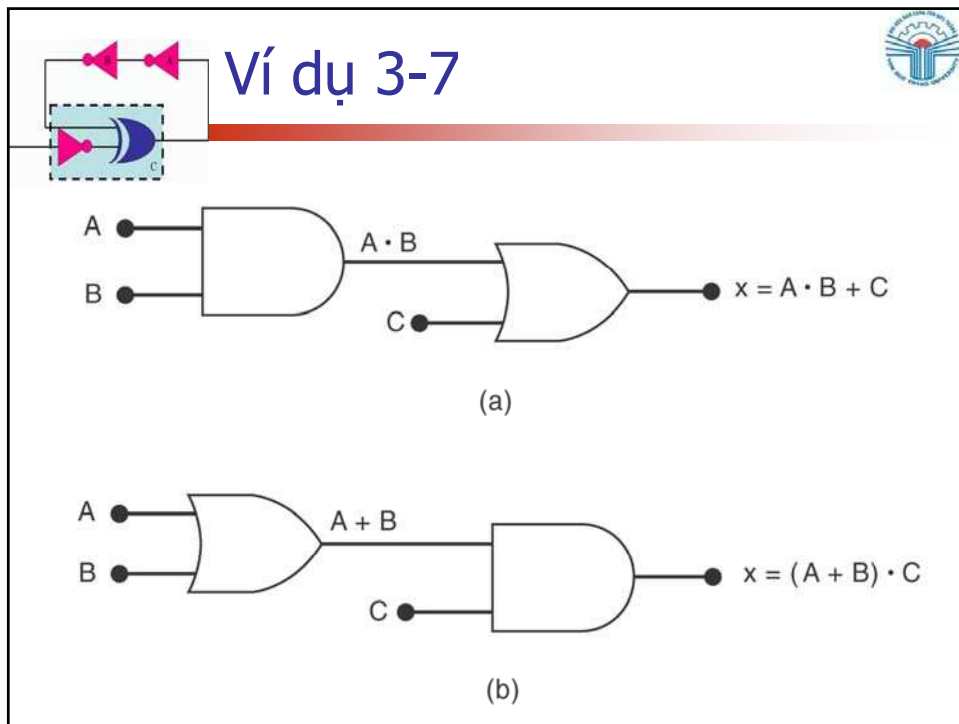 Ví dụ 3-7
B A
C
A
A • B
B
C
x = A • B + C
(a)
A
A + B
B
C
x = (A + B) • C
(b)